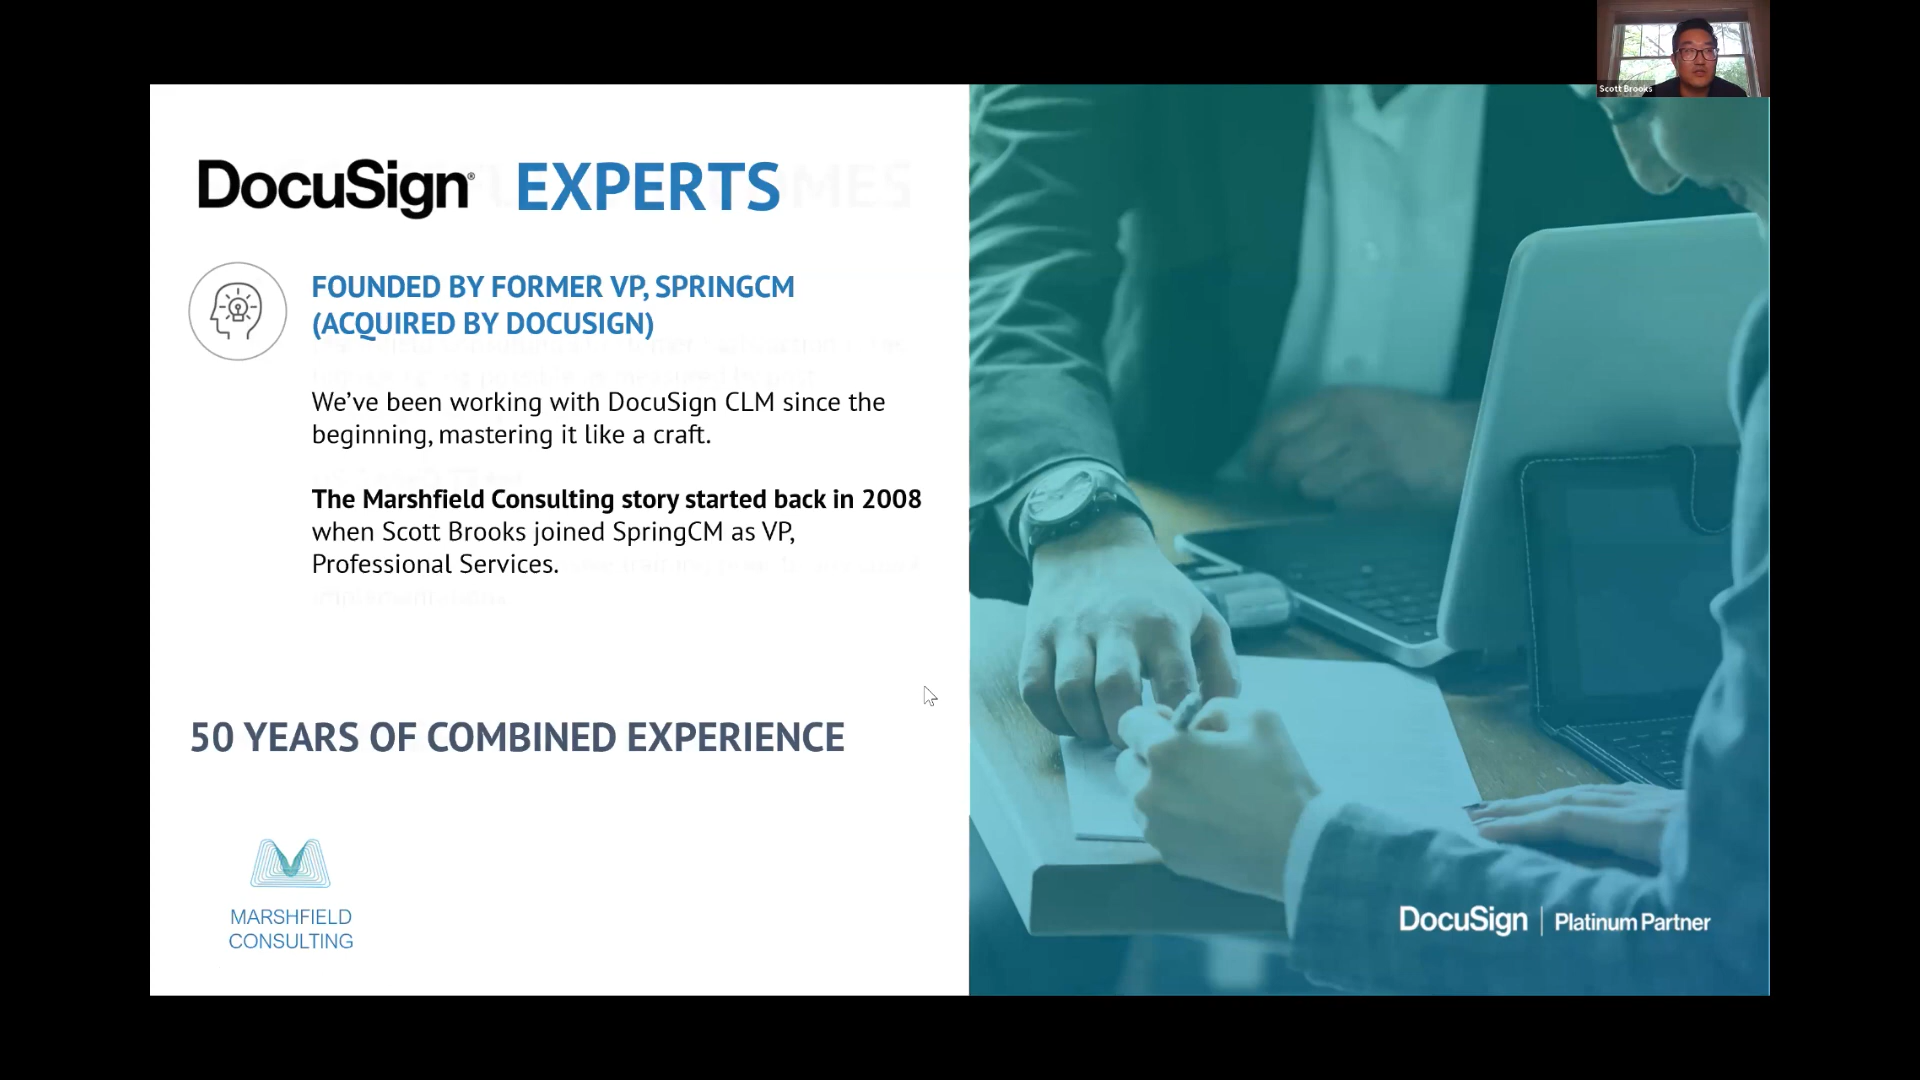 Scott Brooks
DocuSign® EXPERTS
FOUNDED BY FORMER VP, SPRINGCM
(ACQUIRED BY DOCUSIGN)
We’ve been working with DocuSign CLM since the
beginning, mastering it like a craft.
The Marshfield Consulting story started back in 2008
when Scott Brooks joined SpringCM as VP,
Professional Services.
50 YEARS OF COMBINED EXPERIENCE
MARSHFIELD
CONSULTING
DocuSign | Platinum Partner